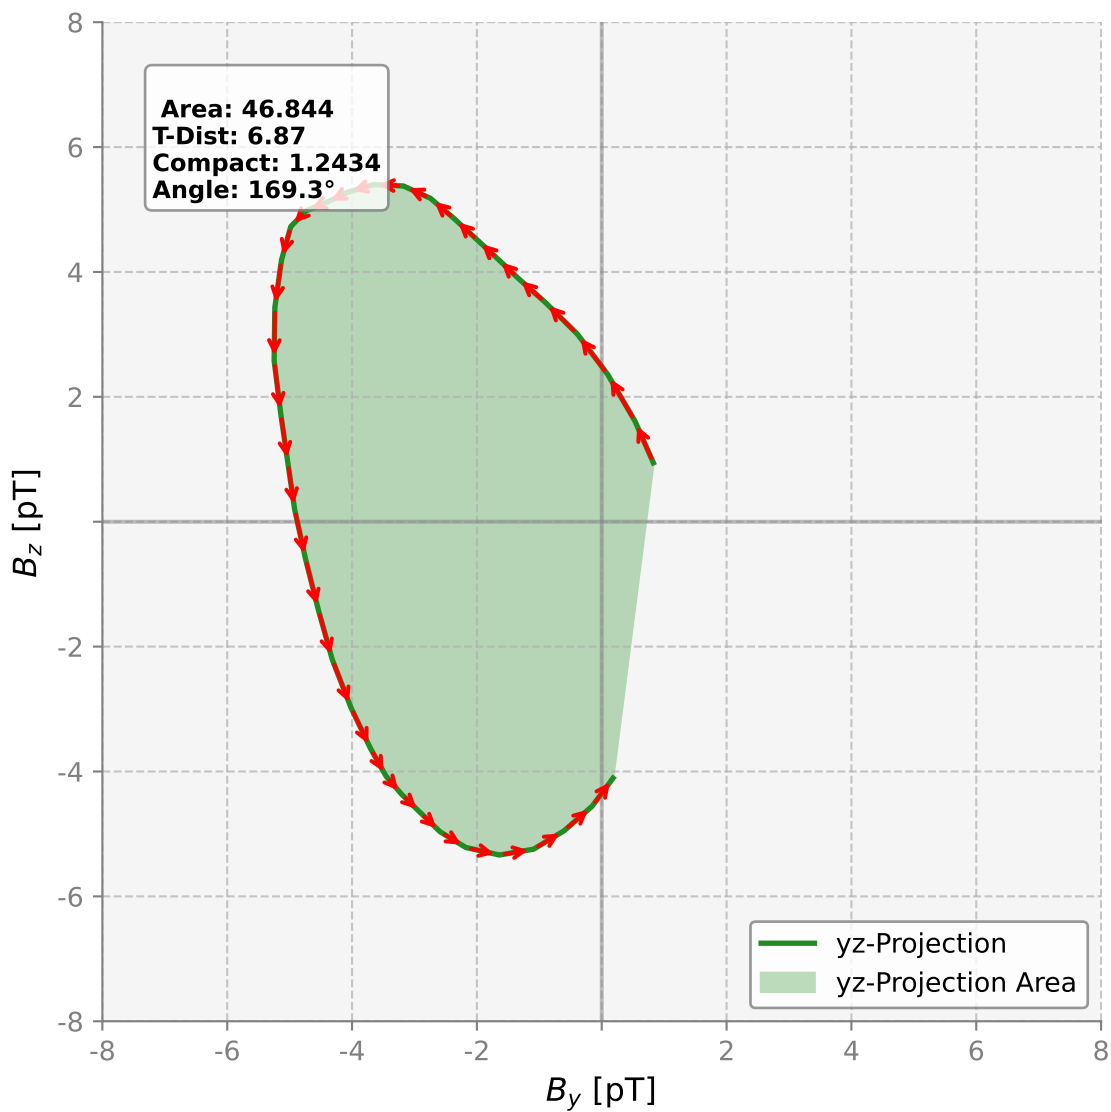 8
6
4
2
-2
-4
-6
-8
-8
-6
-4
-2
2
4
6
8
B_z [pT]
B_y [pT]
Area: 46.844
T-Dist: 6.87
Compact: 1.2434
Angle: 169.3°
yz-Projection
yz-Projection Area